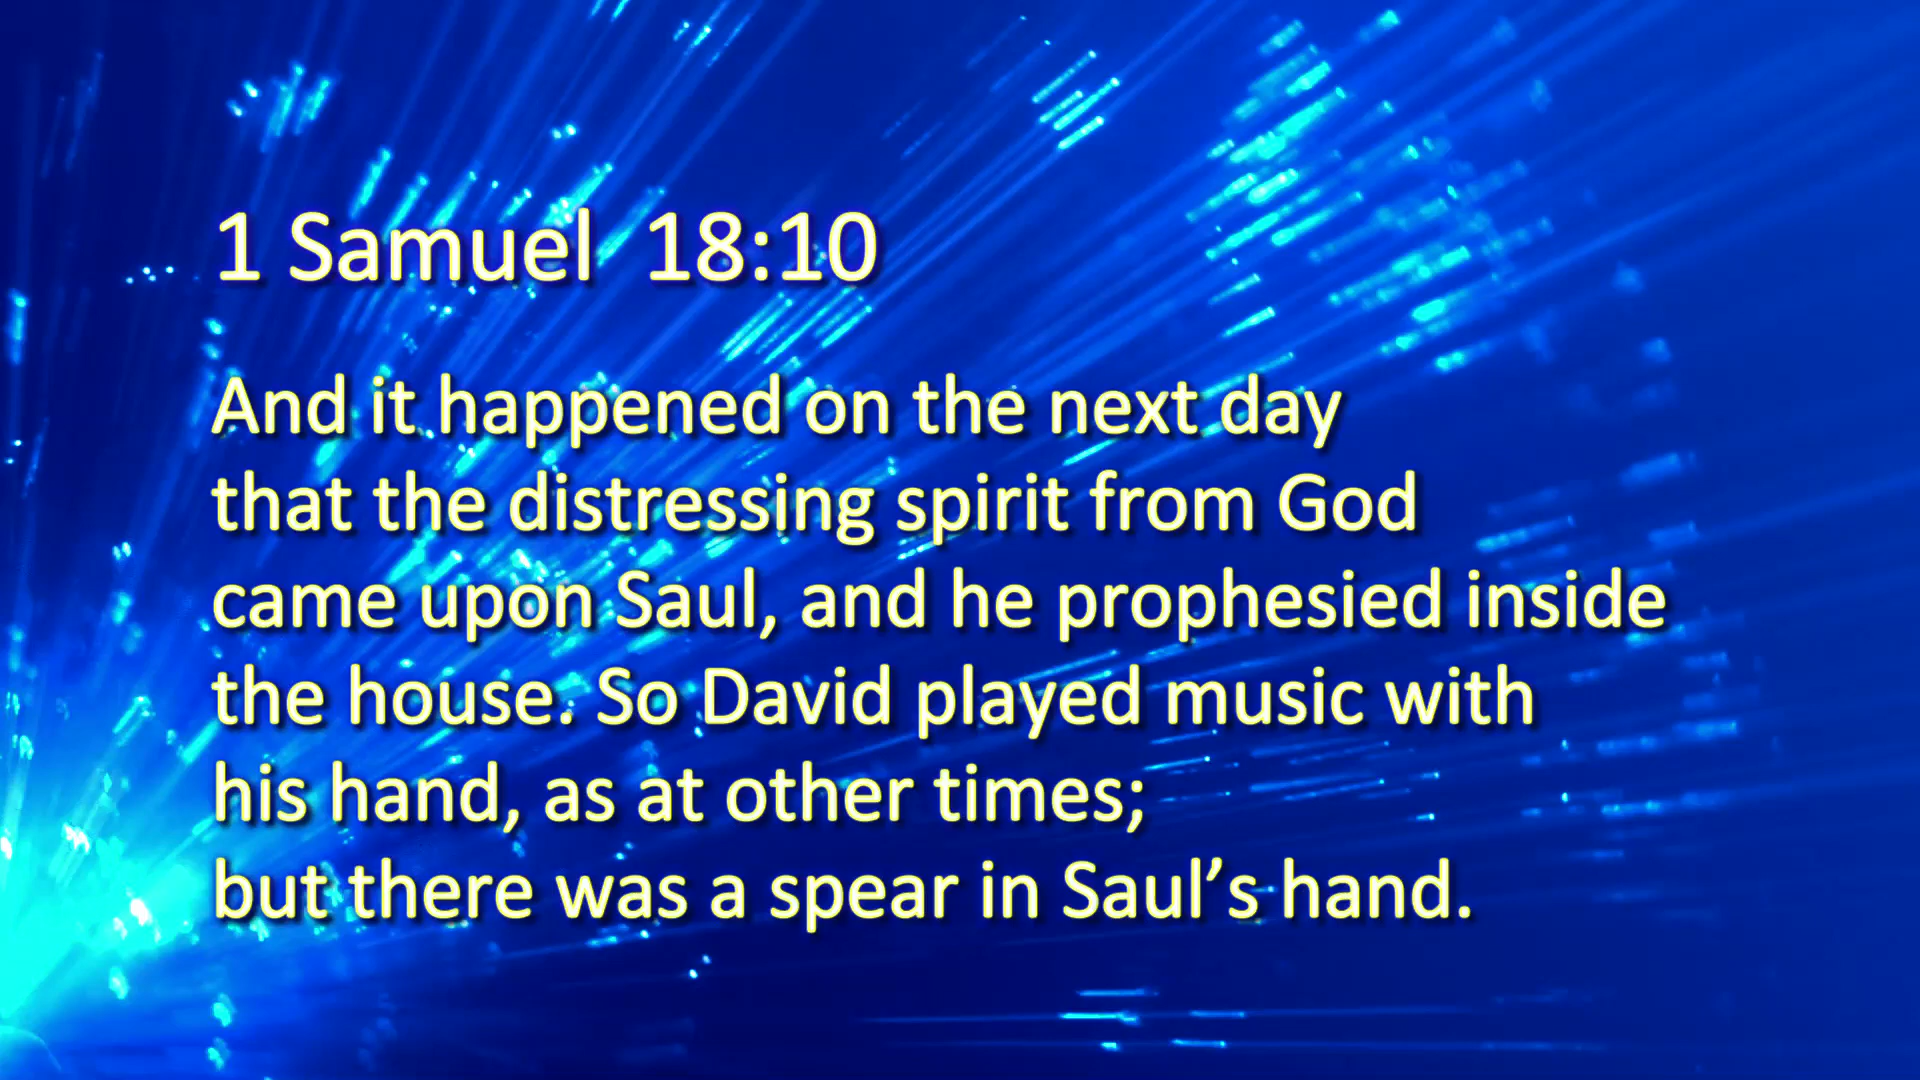 1 Samuel  18:10
And it happened on the next day
that the distressing spirit from God
came upon Saul, and he prophesied inside
the house. So David played music with
his hand, as at other times;
but there was a spear in Saul’s hand.